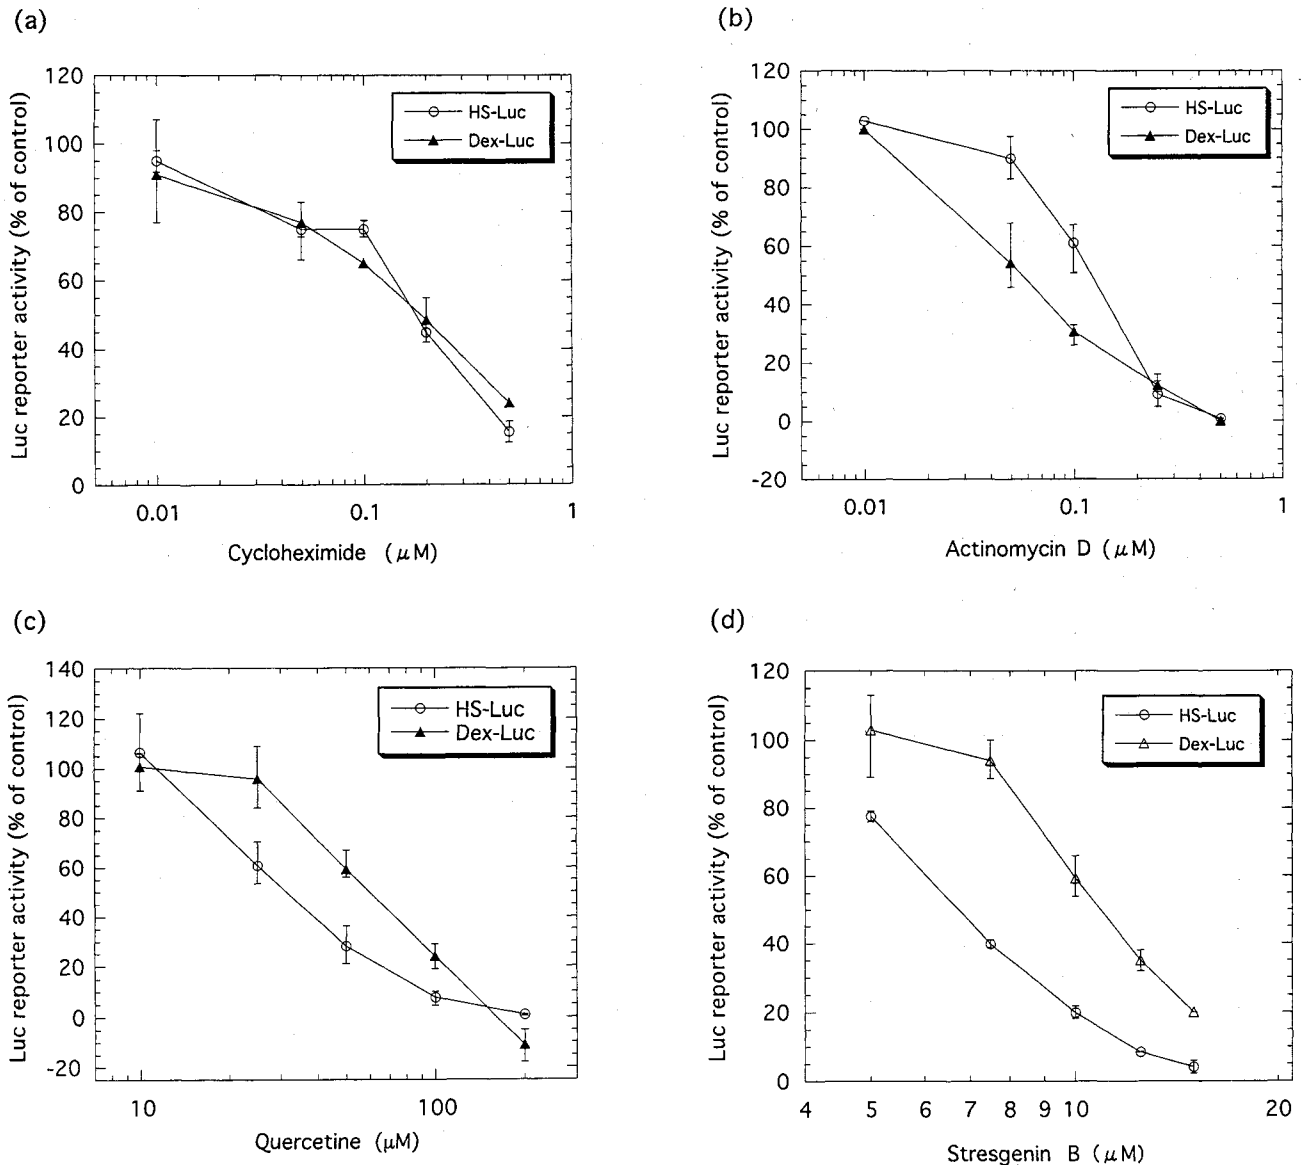 (a)
Luc reporter activity (% of control)
120
100
80
60
40
20
0
HS-Luc
Dex-Luc
0.01
0.1
1
Cycloheximide (μM)
(b)
Luc reporter activity (% of control)
120
100
80
60
40
20
0
-20
HS-Luc
Dex-Luc
0.01
0.1
1
Actinomycin D (μM)
(c)
Luc reporter activity (% of control)
140
120
100
80
60
40
20
0
-20
HS-Luc
Dex-Luc
10
100
Quercetine (μM)
(d)
Luc reporter activity (% of control)
120
100
80
60
40
20
0
HS-Luc
Dex-Luc
4
5
6
7
8
9
10
20
Stresgenin B (μM)